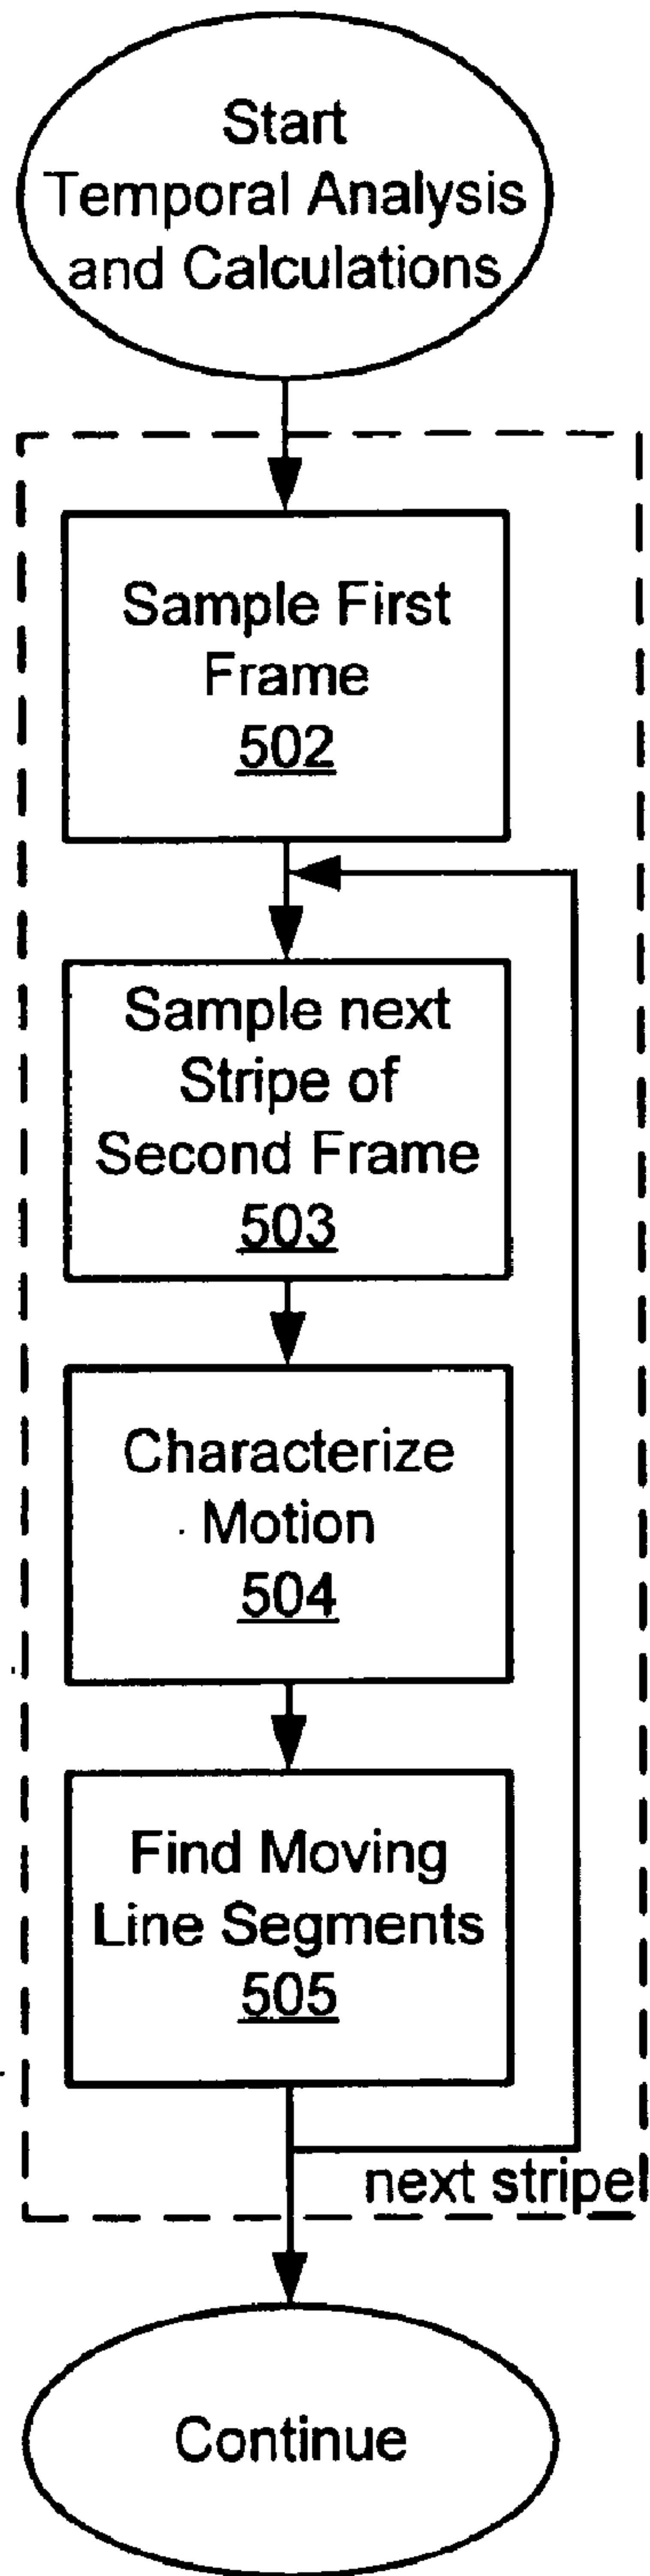 Start
Temporal Analysis
and Calculations
Sample First
Frame
502
Sample next
Stripe of
Second Frame
503
Characterize
Motion
504
Find Moving
Line Segments
505
next stripe
Continue